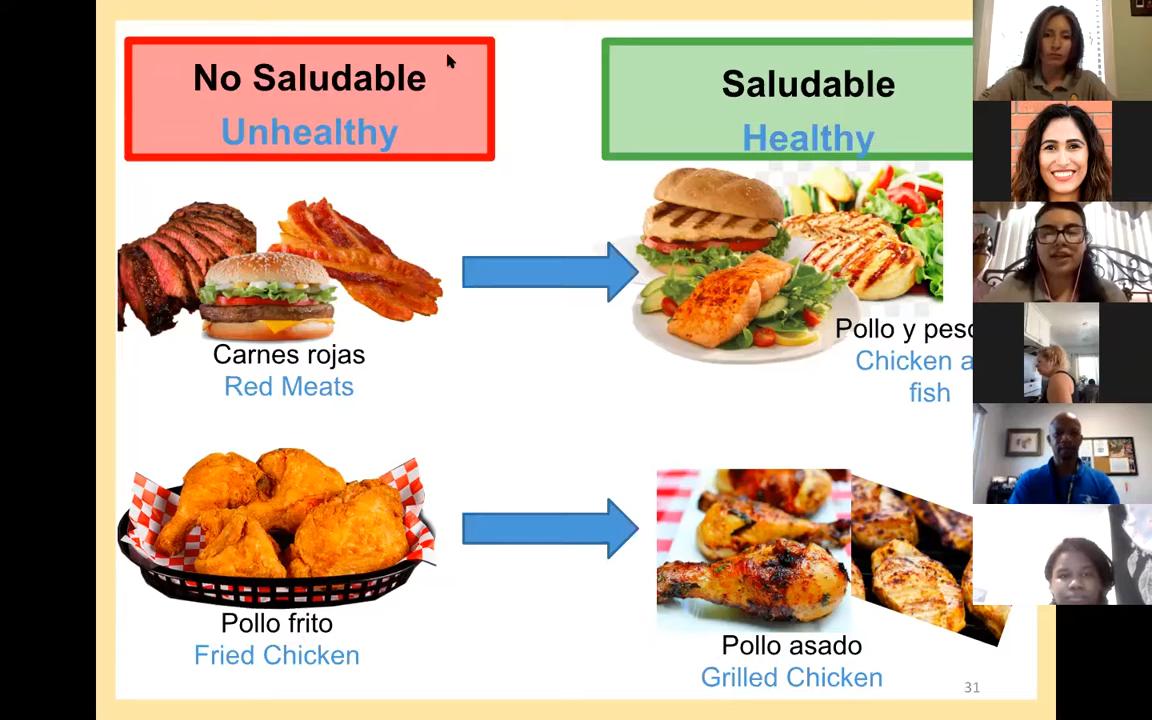 No Saludable
Unhealthy
Saludable
Healthy
Carnes rojas
Red Meats
Pollo y
Chicken
fish
Pollo frito
Fried Chicken
Pollo asado
Grilled Chicken
31